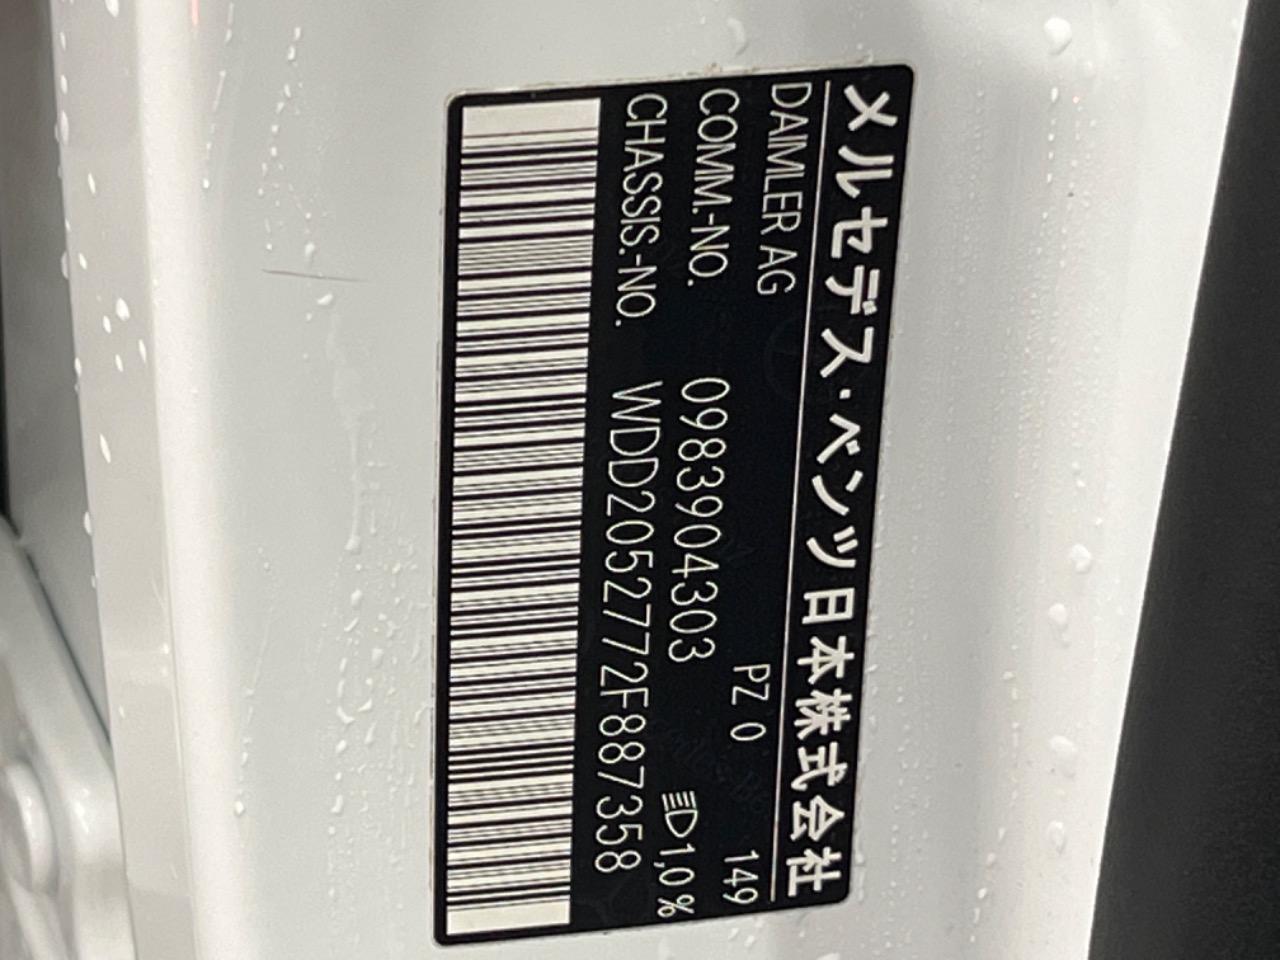 メルセデス・ベンツ日本株式会社
DAIMLER AG PZ 0 149
COMM.-NO. 0983904303 1,0 %
CHASSIS.-NO. WDD2052772F887358